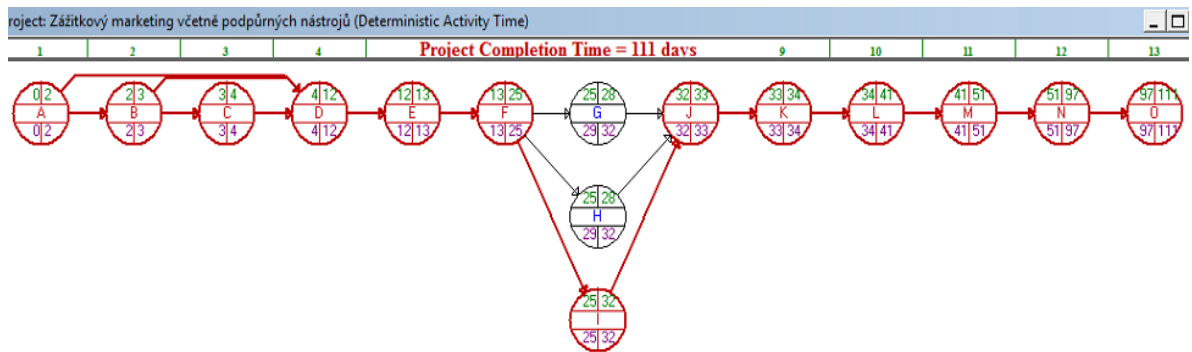 roject: Zážitkový marketing včetně podpůrných nástrojů (Deterministic Activity Time)
1 2 3 4 Project Completion Time = 111 days 9 10 11 12 13
0 2 2 3 3 4 4 12 12 13 13 25 25 28 32 33 33 34 34 41 41 51 51 97 97 111
A B C D E F G J K L M N O
0 2 2 3 3 4 4 12 12 13 13 25 29 32 32 33 33 34 34 41 41 51 51 97 97 111
25 28
H
29 32
25 32
I
25 32